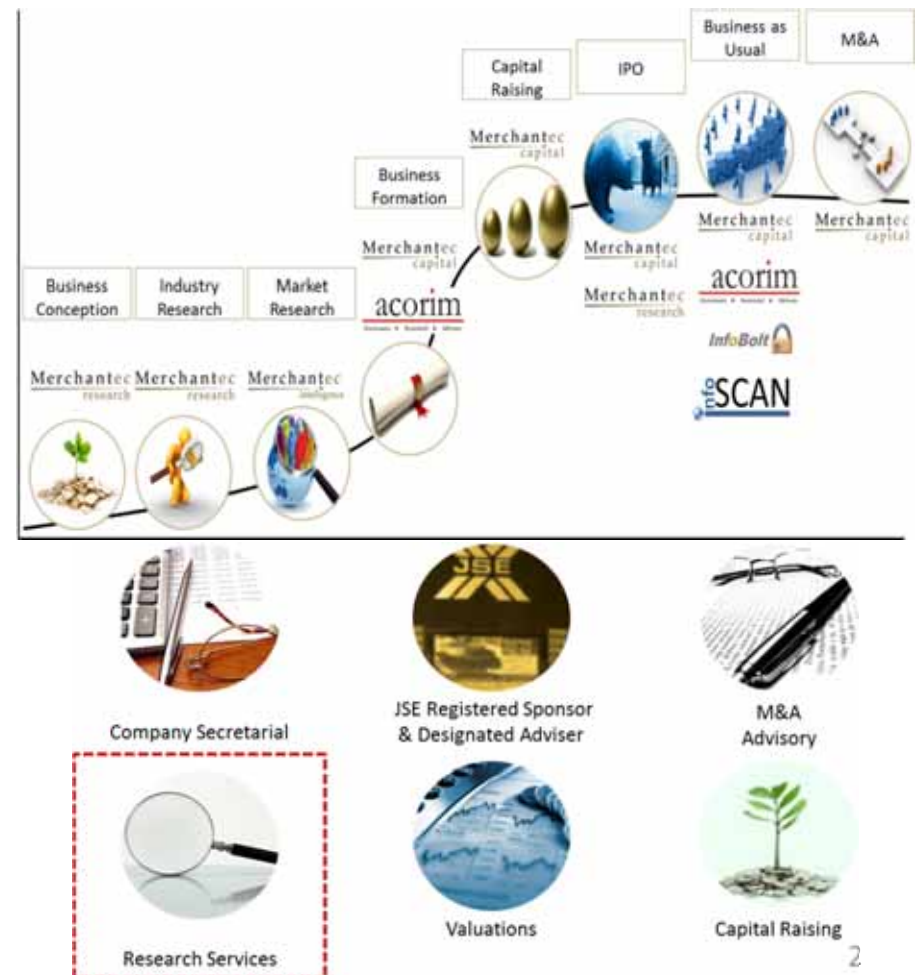 Business
Conception
Industry
Research
Market
Research
Business
Formation
Capital
Raising
IPO
Business as
Usual
M&A
Merchantec
research
Merchantec
research
Merchantec
intelligence
Merchantec
capital
acorim
Merchantec
capital
Merchantec
capital
Merchantec
research
Merchantec
capital
acorim
InfoBolt
infoSCAN
Merchantec
capital
Company Secretarial
JSE
JSE Registered Sponsor
& Designated Adviser
M&A
Advisory
Research Services
Valuations
Capital Raising
2